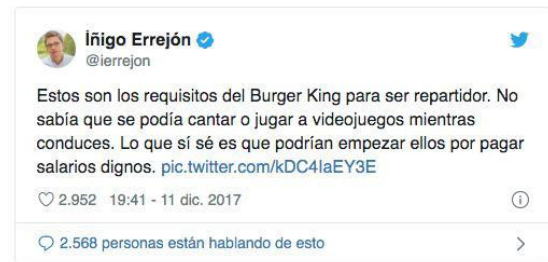 Íñigo Errejón
@ierrejon
Estos son los requisitos del Burger King para ser repartidor. No
sabía que se podía cantar o jugar a videojuegos mientras
conduces. Lo que sí sé es que podrían empezar ellos por pagar
salarios dignos. pic.twitter.com/kDC4IaEY3E
2.952 19:41 - 11 dic. 2017
2.568 personas están hablando de esto